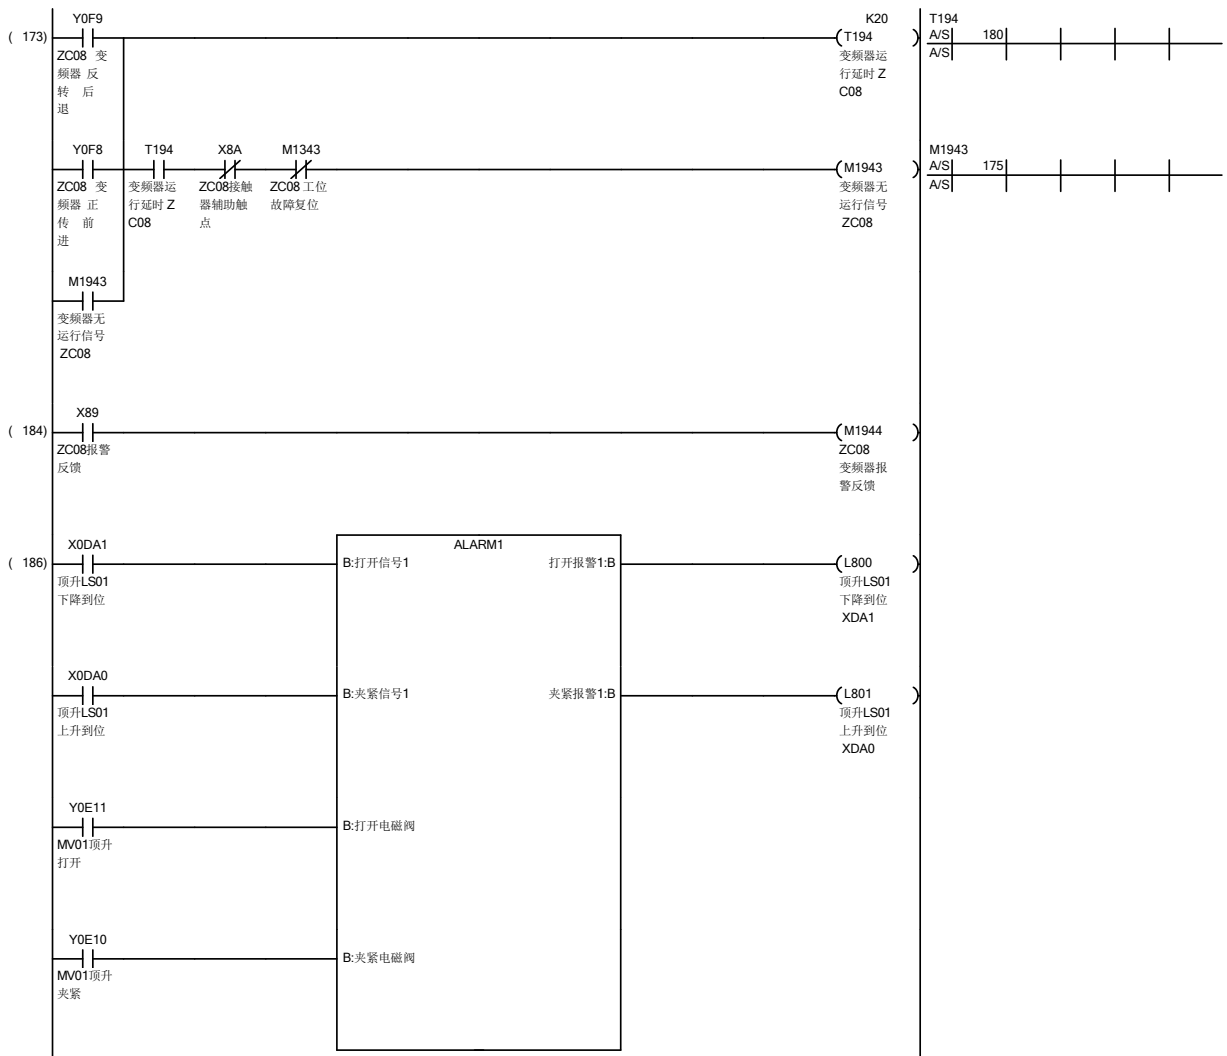 Y0F9 K20 T194
( 173) T194 A/S 180
ZC08 变 变频器运 A/S
频器 反 行延时 Z
转 后 C08
退
Y0F8 T194 X8A M1343 M1943
M1943 A/S 175
ZC08 变 变频器运 ZC08接触 ZC08 工位 变频器无 A/S
频器 正 行延时 Z 器辅助触 故障复位 运行信号
传 前 C08 点 ZC08
进
M1943
变频器无
运行信号
ZC08
X89
( 184) M1944
ZC08报警 ZC08
反馈 变频器报
警反馈
X0DA1 ALARM1
( 186) B:打开信号1 打开报警1:B L800
顶升LS01 顶升LS01
下降到位 下降到位
XDA1
X0DA0
B:夹紧信号1 夹紧报警1:B L801
顶升LS01 顶升LS01
上升到位 上升到位
XDA0
Y0E11
B:打开电磁阀
MV01顶升
打开
Y0E10
B:夹紧电磁阀
MV01顶升
夹紧